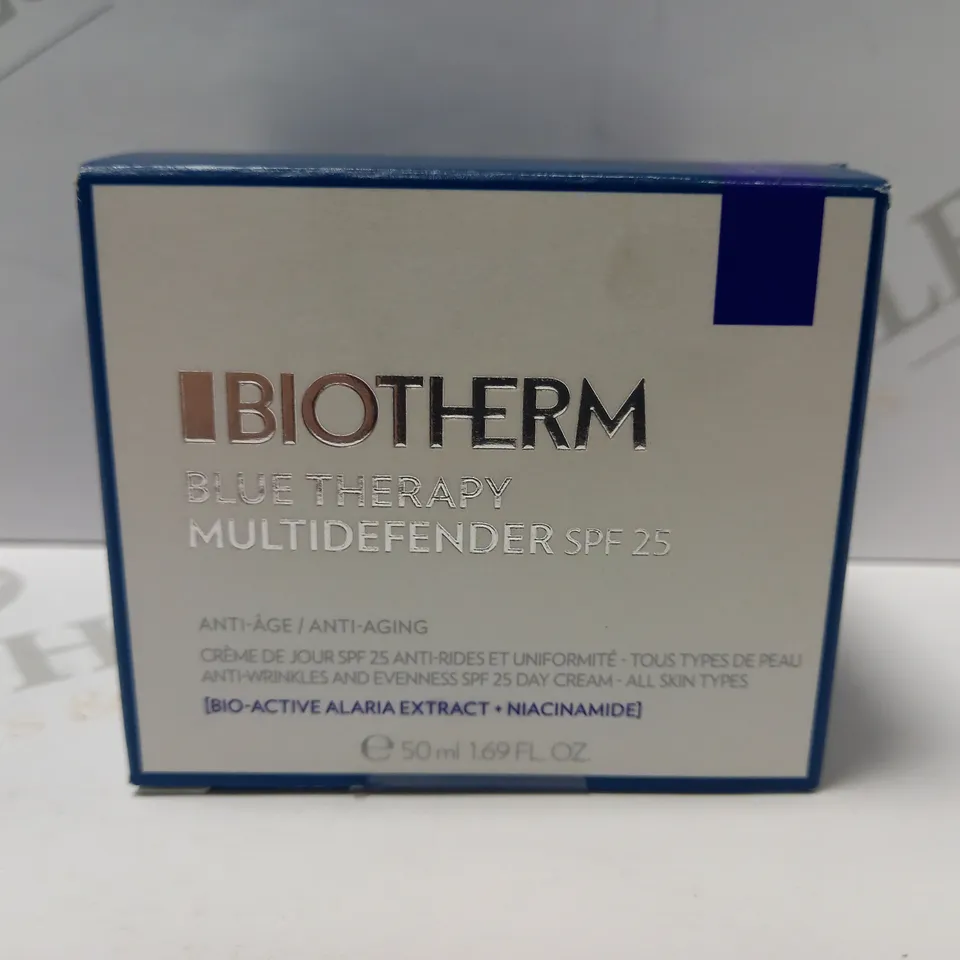 BIOTHERM
BLUE THERAPY
MULTIDEFENDER SPF 25
ANTI-ÂGE / ANTI-AGING
CRÈME DE JOUR SPF 25 ANTI-RIDES ET UNIFORMITÉ - TOUS TYPES DE PEAU
ANTI-WRINKLES AND EVENNESS SPF 25 DAY CREAM - ALL SKIN TYPES
[BIO-ACTIVE ALARIA EXTRACT + NIACINAMIDE]
℮ 50 ml 1.69 FL. OZ.